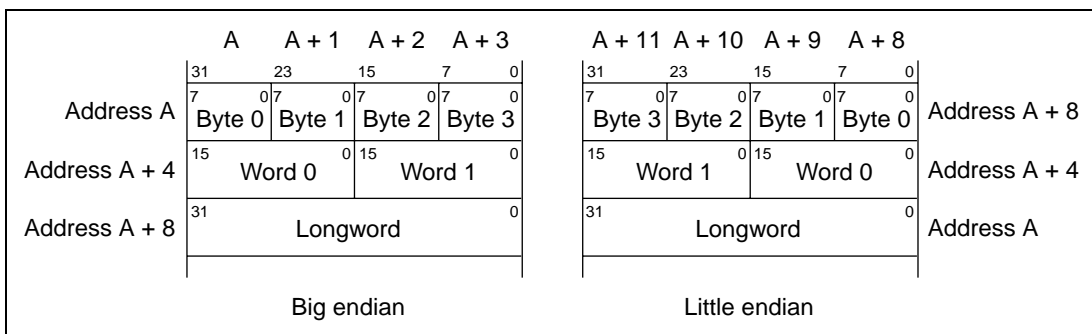 A A + 1 A + 2 A + 3 A + 11 A + 10 A + 9 A + 8
31 23 15 7 0 31 23 15 7 0
7 0 7 0 7 0 7 0 7 0 7 0 7 0 7 0
Address A Byte 0 Byte 1 Byte 2 Byte 3 Byte 3 Byte 2 Byte 1 Byte 0 Address A + 8
15 0 15 0 15 0 15 0
Address A + 4 Word 0 Word 1 Word 1 Word 0 Address A + 4
31 0 31 0
Address A + 8 Longword Longword Address A
Big endian Little endian